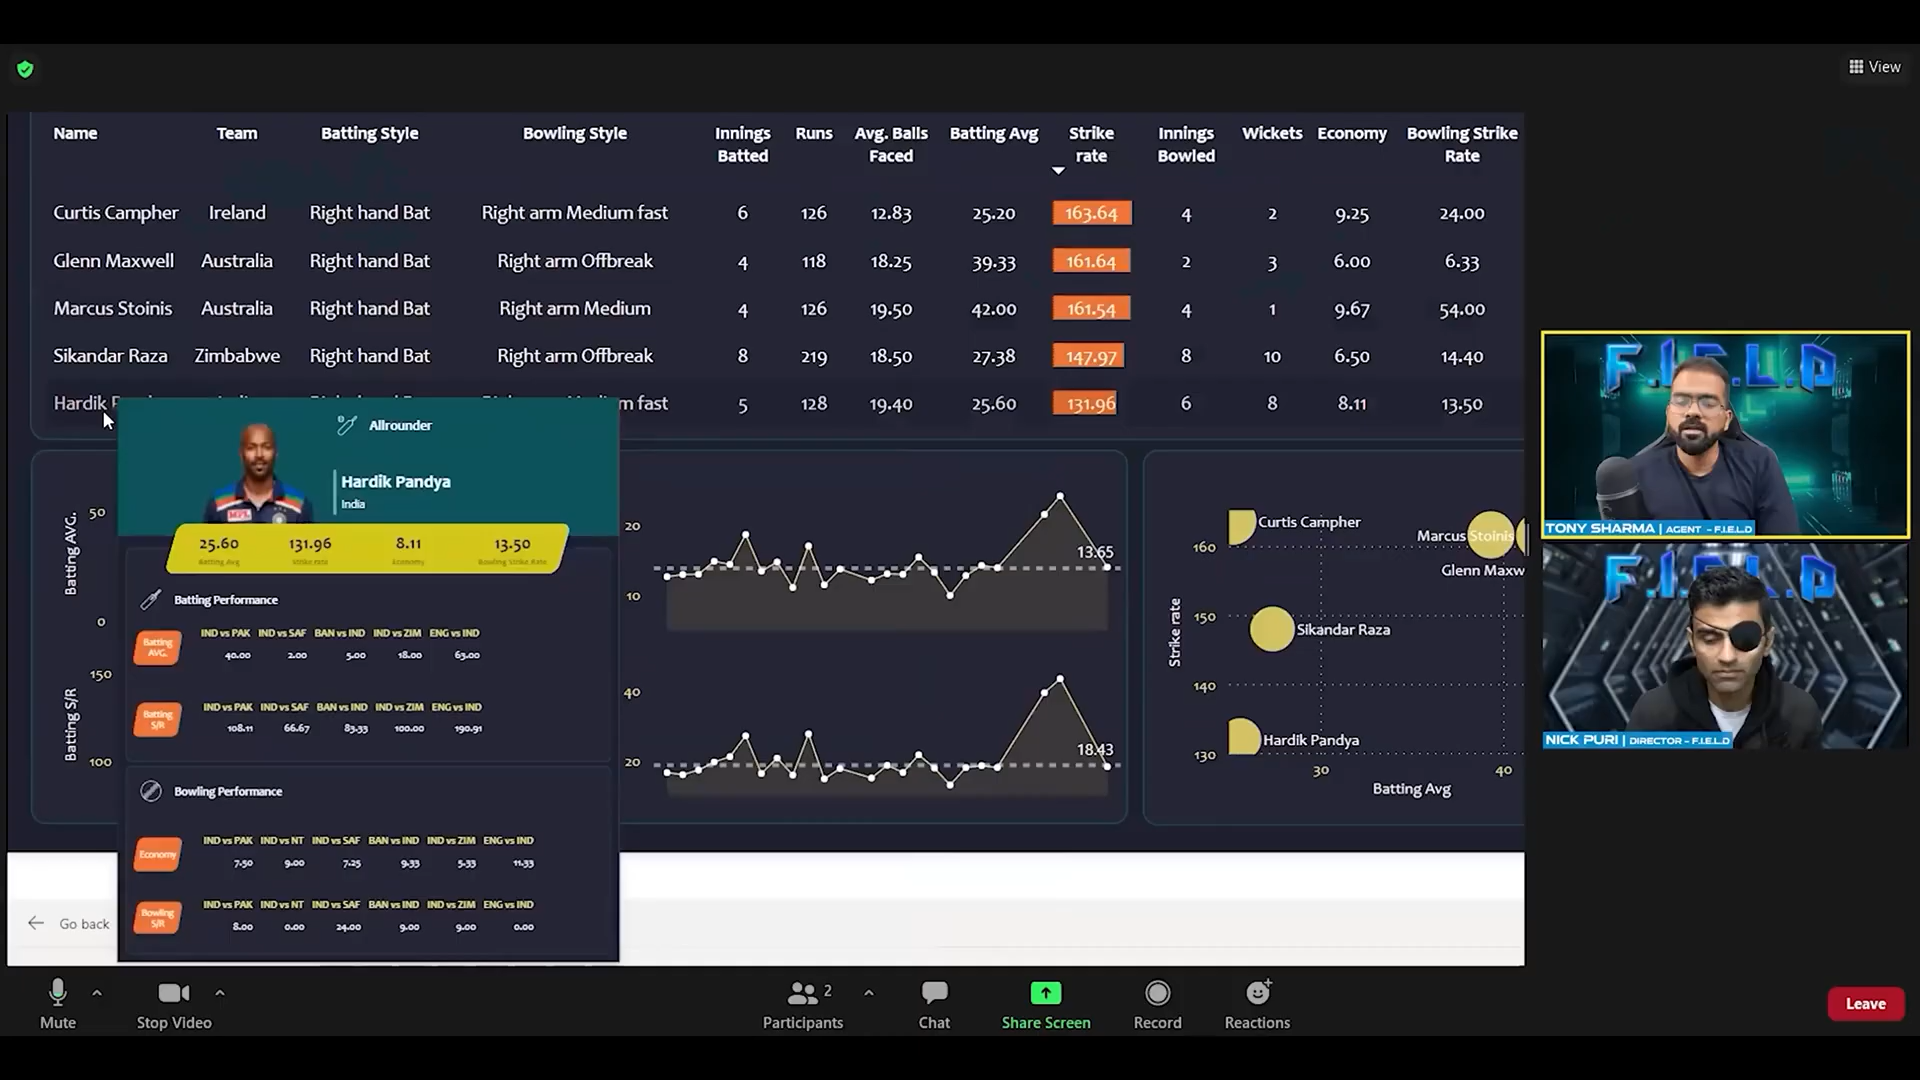 View
Name Team Batting Style Bowling Style Innings Batted Runs Avg. Balls Faced Batting Avg Strike rate Innings Bowled Wickets Economy Bowling Strike Rate
Curtis Campher Ireland Right hand Bat Right arm Medium fast 6 126 12.83 25.20 163.64 4 2 9.25 24.00
Glenn Maxwell Australia Right hand Bat Right arm Offbreak 4 118 18.25 39.33 161.64 2 3 6.00 6.33
Marcus Stoinis Australia Right hand Bat Right arm Medium 4 126 19.50 42.00 161.54 4 1 9.67 54.00
Sikandar Raza Zimbabwe Right hand Bat Right arm Offbreak 8 219 18.50 27.38 147.97 8 10 6.50 14.40
Hardik m fast 5 128 19.40 25.60 131.96 6 8 8.11 13.50
Allrounder
Hardik Pandya
India
25.60 131.96 8.11 13.50
Batting Avg Strike rate Economy Bowling Strike Rate
Batting Performance
Batting AVG.
IND vs PAK IND vs SAF BAN vs IND IND vs ZIM ENG vs IND
40.00 2.00 5.00 18.00 63.00
Batting S/R
IND vs PAK IND vs SAF BAN vs IND IND vs ZIM ENG vs IND
108.11 66.67 83.33 100.00 190.91
Bowling Performance
Economy
IND vs PAK IND vs NT IND vs SAF BAN vs IND IND vs ZIM ENG vs IND
7.50 9.00 7.25 9.33 5.33 11.33
Bowling S/R
IND vs PAK IND vs NT IND vs SAF BAN vs IND IND vs ZIM ENG vs IND
8.00 0.00 24.00 9.00 9.00 0.00
MPL
Batting AVG.
50
0
Batting S/R
150
100
20
10
13.65
40
20
18.43
Strike rate
160
150
140
130
30 40
Batting Avg
Curtis Campher
Marcus Stoinis
Glenn Maxw
Sikandar Raza
Hardik Pandya
F.I.E.L.D
TONY SHARMA | AGENT - F.I.E.L.D
F.I.E.L.D
NICK PURI | DIRECTOR - F.I.E.L.D
Go back
Mute
Stop Video
2
Participants
Chat
Share Screen
Record
Reactions
Leave